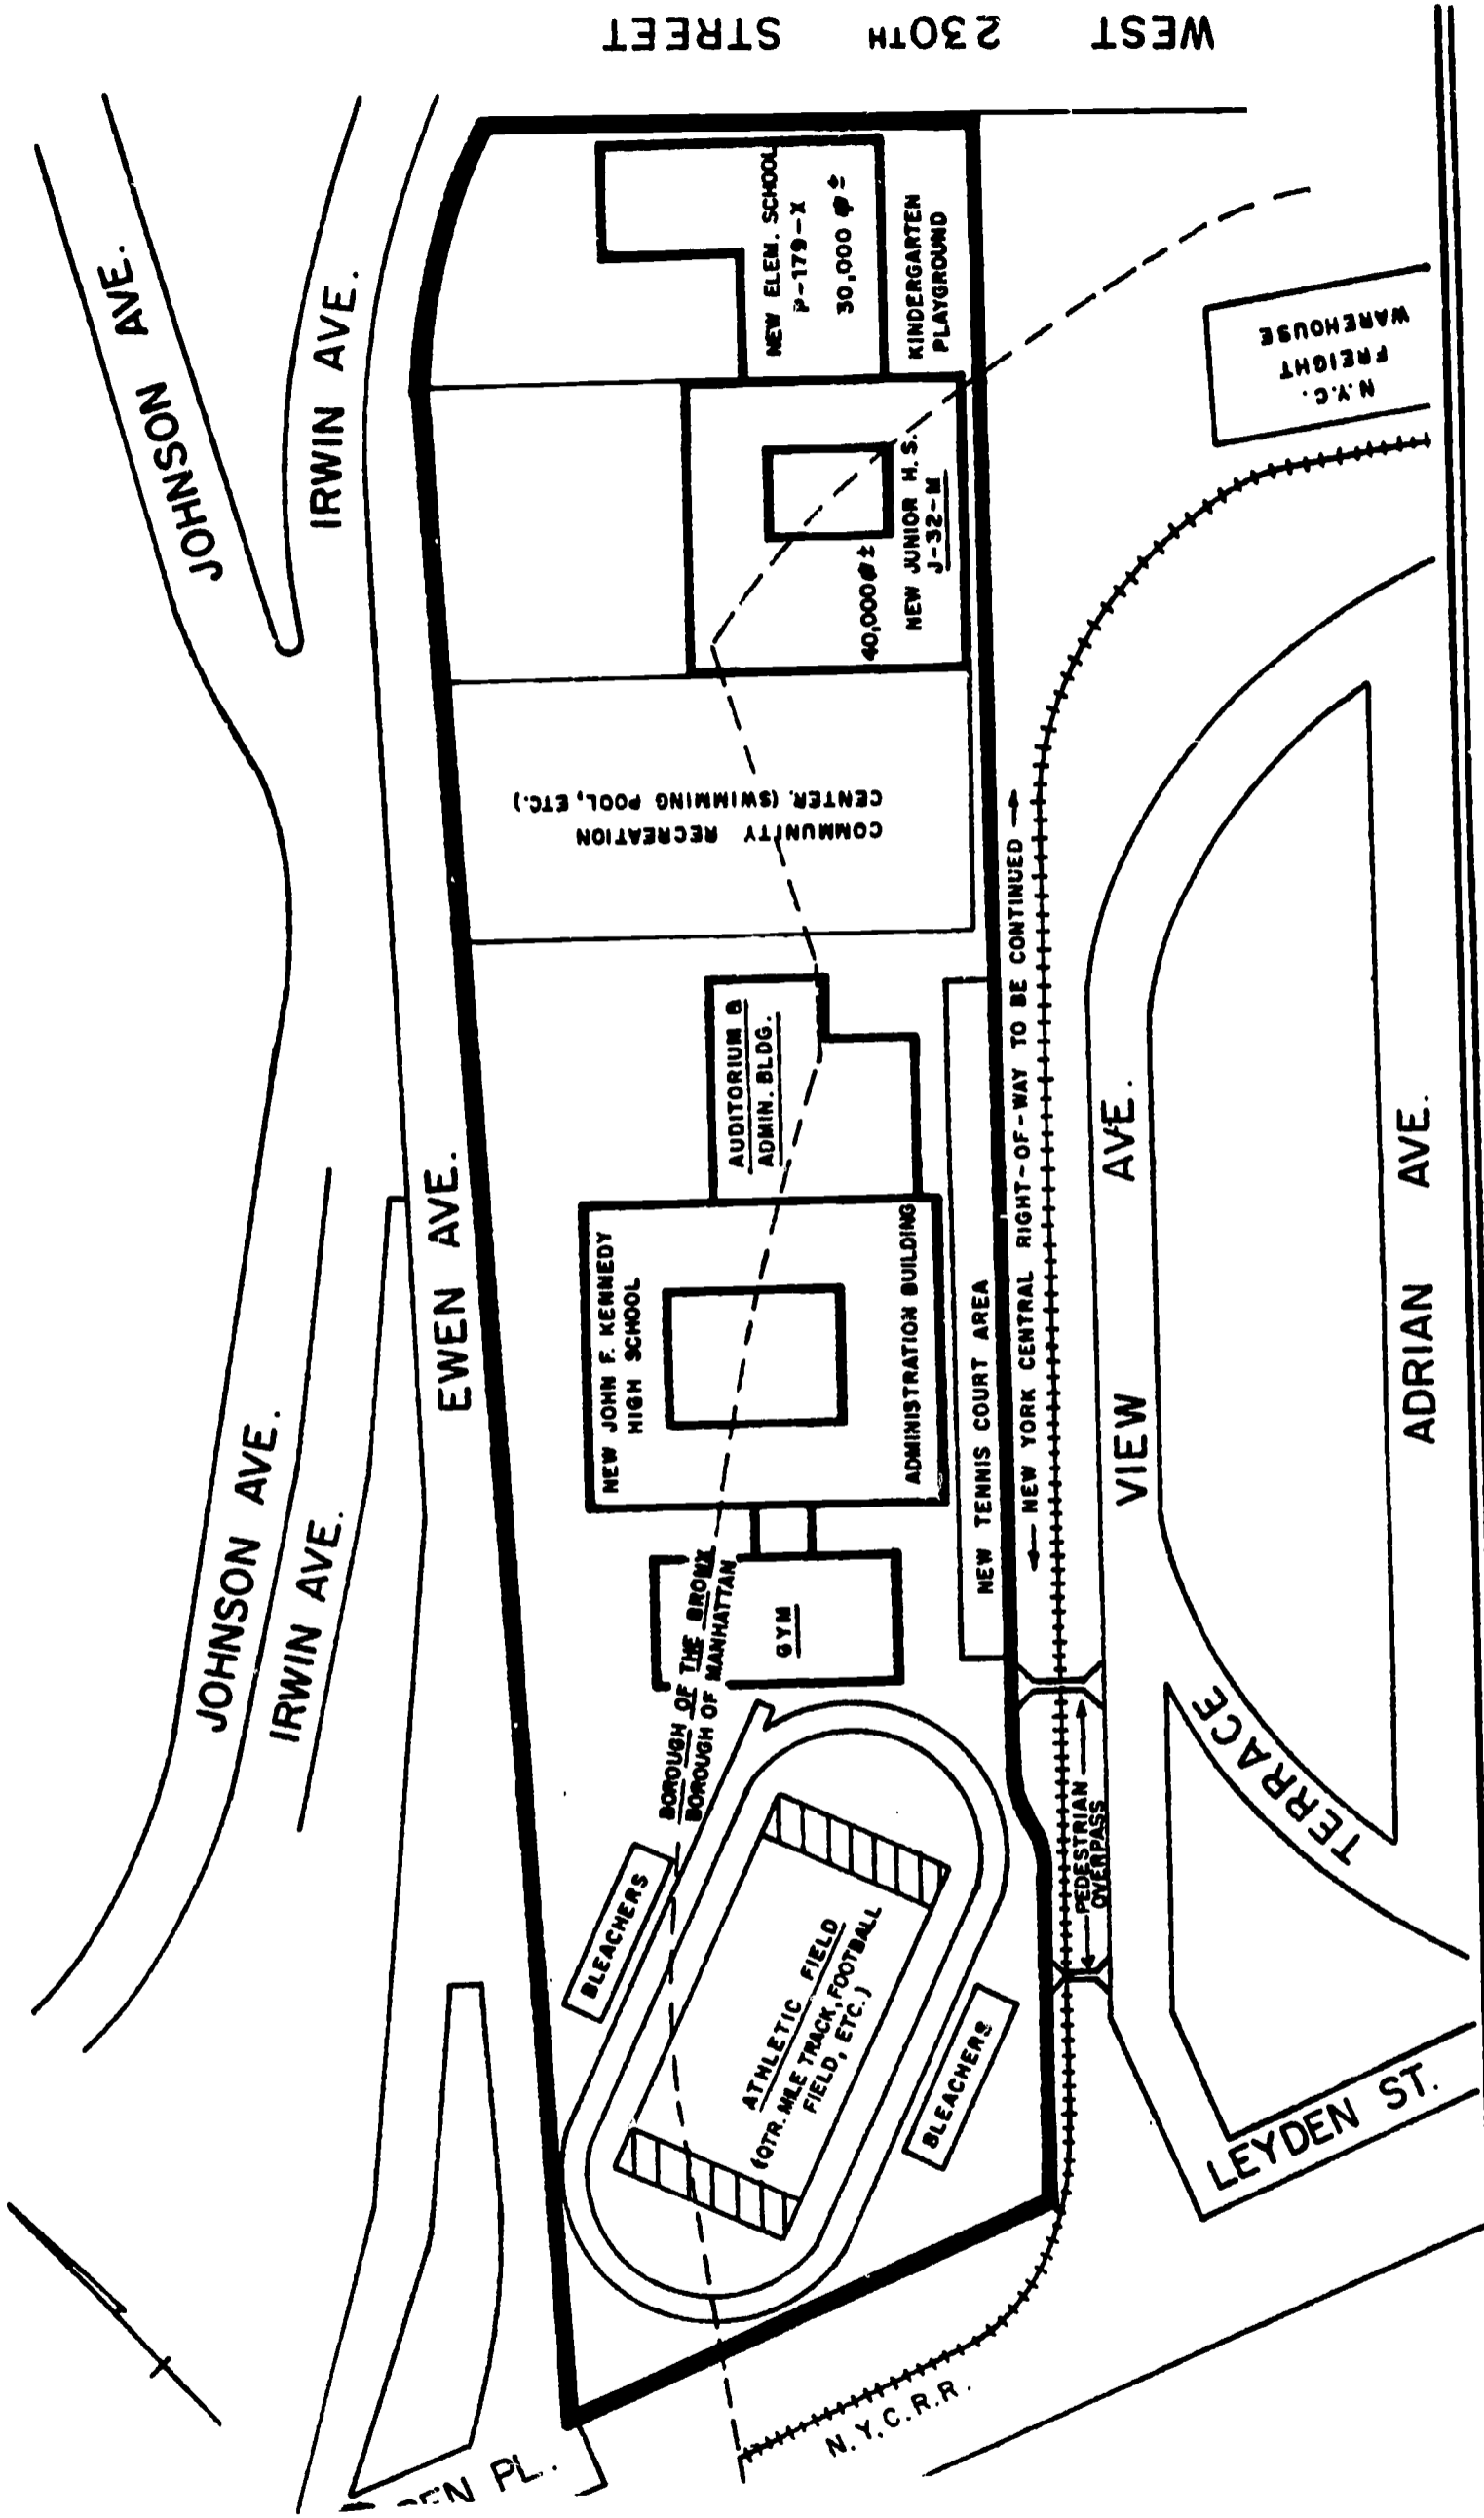 WEST 230TH STREET
JOHNSON AVE.
IRWIN AVE.
NEW ELEM. SCHOOL
P-179-X
30,000 ϕ ±
KINDERGARTEN
PLAYGROUND
N.Y.C.
FREIGHT
WAREHOUSE
40,000 ϕ ±
NEW JUNIOR H.S.
J-32-M
COMMUNITY RECREATION
CENTER. (SWIMMING POOL, ETC.)
AUDITORIUM &
ADMIN. BLDG.
EWEN AVE.
NEW JOHN F. KENNEDY
HIGH SCHOOL
ADMINISTRATION BUILDING
NEW TENNIS COURT AREA
NEW YORK CENTRAL RIGHT-OF-WAY TO BE CONTINUED
VIEW AVE.
ADRIAN AVE.
JOHNSON AVE.
IRWIN AVE.
BOROUGH OF THE BRONX
BOROUGH OF MANHATTAN
GYM
BLEACHERS
ATHLETIC FIELD
(QTR. MILE TRACK, FOOTBALL
FIELD, ETC.)
BLEACHERS
PEDESTRIAN
OVERPASS
TERRACE
LEYDEN ST.
N.Y.C.R.R.
PL.